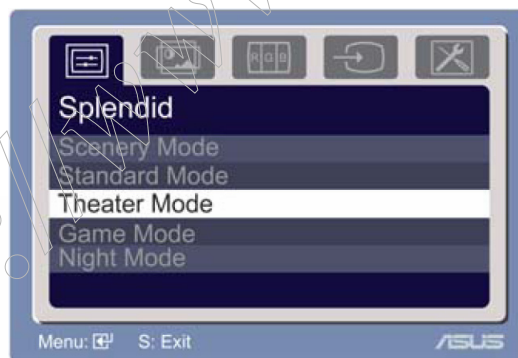 R G B
Splendid
Scenery Mode
Standard Mode
Theater Mode
Game Mode
Night Mode
Menu: S: Exit ASUS